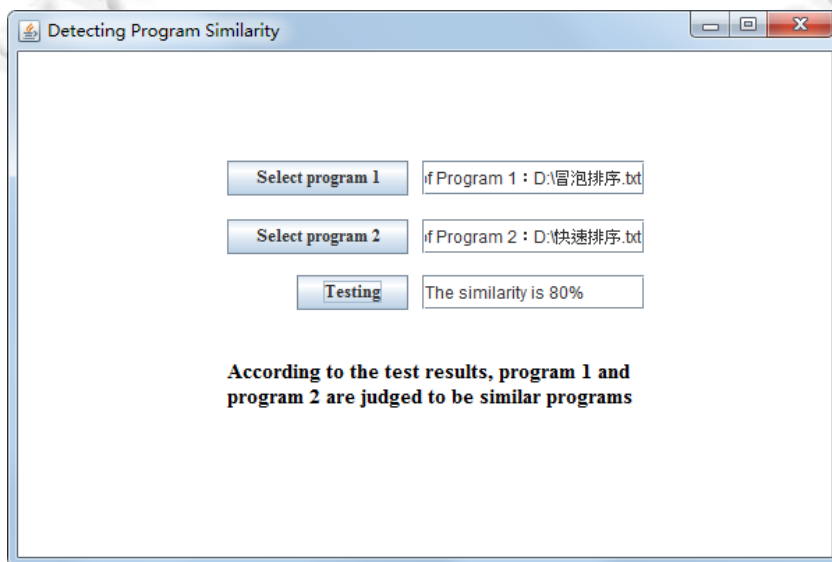 Detecting Program Similarity
Select program 1
of Program 1：D:\冒泡排序.txt
Select program 2
of Program 2：D:\快速排序.txt
Testing
The similarity is 80%
According to the test results, program 1 and
program 2 are judged to be similar programs